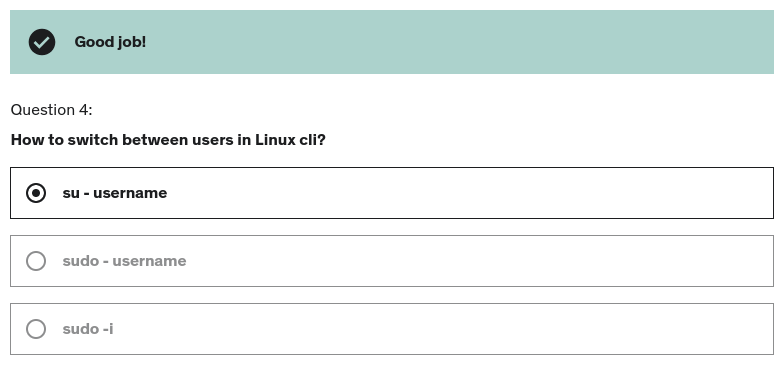 Good job!
Question 4:
How to switch between users in Linux cli?
su - username
sudo - username
sudo -i